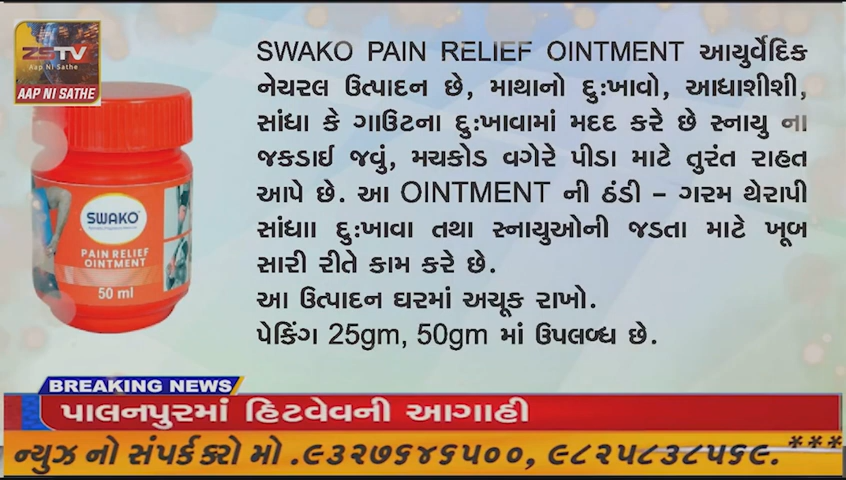 ZSTV
Aap Ni Sathe
AAP NI SATHE
SWAKO PAIN RELIEF OINTMENT આયુર્વેદિક
નેચરલ ઉત્પાદન છે, માથાનો દુઃખાવો, આધાશીશી,
સાંધા કે ગાઉટના દુઃખાવામાં મદદ કરે છે સ્નાયુ ના
જકડાઈ જવું, મચકોડ વગેરે પીડા માટે તુરંત રાહત
આપે છે. આ OINTMENT ની ઠંડી – ગરમ થેરાપી
સાંધાા દુઃખાવા તથા સ્નાયુઓની જડતા માટે ખૂબ
સારી રીતે કામ કરે છે.
આ ઉત્પાદન ઘરમાં અચૂક રાખો.
પેકિંગ 25gm, 50gm માં ઉપલબ્ધ છે.
SWAKO
PAIN RELIEF
OINTMENT
50 ml
BREAKING NEWS
પાલનપુરમાં હિટવેવની આગાહી
ન્યુઝ નો સંપર્ક કરો મો .૯૩૨૭૬૪૬૫૦૦, ૯૮૨૫૮૩૮૫૬૯. ***